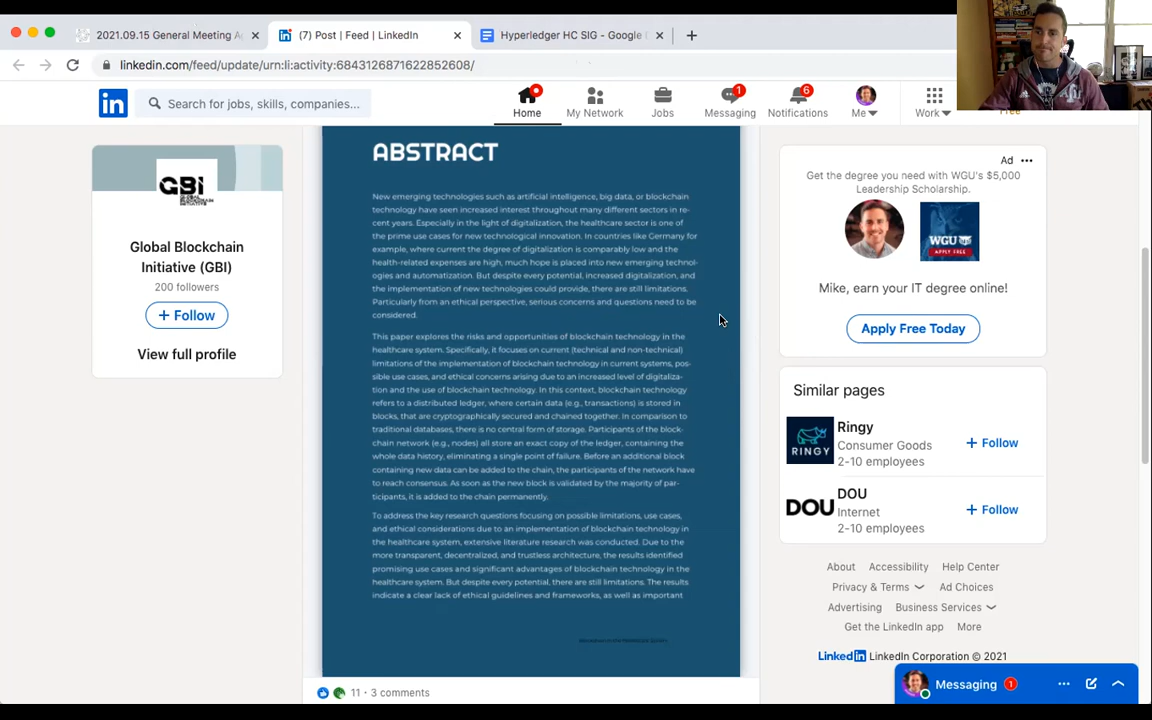 2021.09.15 General Meeting Ag
(7) Post | Feed | LinkedIn
Hyperledger HC SIG - Google
linkedin.com/feed/update/urn:li:activity:6843126871622852608/
in
Search for jobs, skills, companies...
Home
My Network
Jobs
1
Messaging
6
Notifications
Me
Work
Free
GBI
Global Blockchain
Initiative (GBI)
200 followers
+ Follow
View full profile
ABSTRACT
New emerging technologies such as artificial intelligence, big data, or blockchain
technology have seen increased interest throughout many different sectors in re-
cent years. Especially in the light of digitalization, the healthcare sector is one of
the prime use cases for new technological innovation. In countries like Germany for
example, where current the degree of digitalization is comparably low and the
health-related expenses are high, much hope is placed into new emerging technol-
ogies and automatization. But despite every potential, increased digitalization, and
the implementation of new technologies could provide, there are still limitations.
Particularly from an ethical perspective, serious concerns and questions need to be
considered.
This paper explores the risks and opportunities of blockchain technology in the
healthcare system. Specifically, it focuses on current (technical and non-technical)
limitations of the implementation of blockchain technology in current systems, pos-
sible use cases, and ethical concerns arising due to an increased level of digitaliza-
tion and the use of blockchain technology. In this context, blockchain technology
refers to a distributed ledger, where certain data (e.g., transactions) is stored in
blocks, that are cryptographically secured and chained together. In comparison to
traditional databases, there is no central form of storage. Participants of the block-
chain network (e.g., nodes) all store an exact copy of the ledger, containing the
whole data history, eliminating a single point of failure. Before an additional block
containing new data can be added to the chain, the participants of the network have
to reach consensus. As soon as the new block is validated by the majority of par-
ticipants, it is added to the chain permanently.
To address the key research questions focusing on possible limitations, use cases,
and ethical considerations due to an implementation of blockchain technology in
the healthcare system, extensive literature research was conducted. Due to the
more transparent, decentralized, and trustless architecture, the results identified
promising use cases and significant advantages of blockchain technology in the
healthcare system. But despite every potential, there are still limitations. The results
indicate a clear lack of ethical guidelines and frameworks, as well as important
11 · 3 comments
Ad
Get the degree you need with WGU's $5,000
Leadership Scholarship.
WGU
APPLY FREE
Mike, earn your IT degree online!
Apply Free Today
Similar pages
RINGY
Ringy
Consumer Goods
2-10 employees
+ Follow
DOU
DOU
Internet
2-10 employees
+ Follow
About Accessibility Help Center
Privacy & Terms Ad Choices
Advertising Business Services
Get the LinkedIn app More
LinkedIn LinkedIn Corporation © 2021
Messaging 1